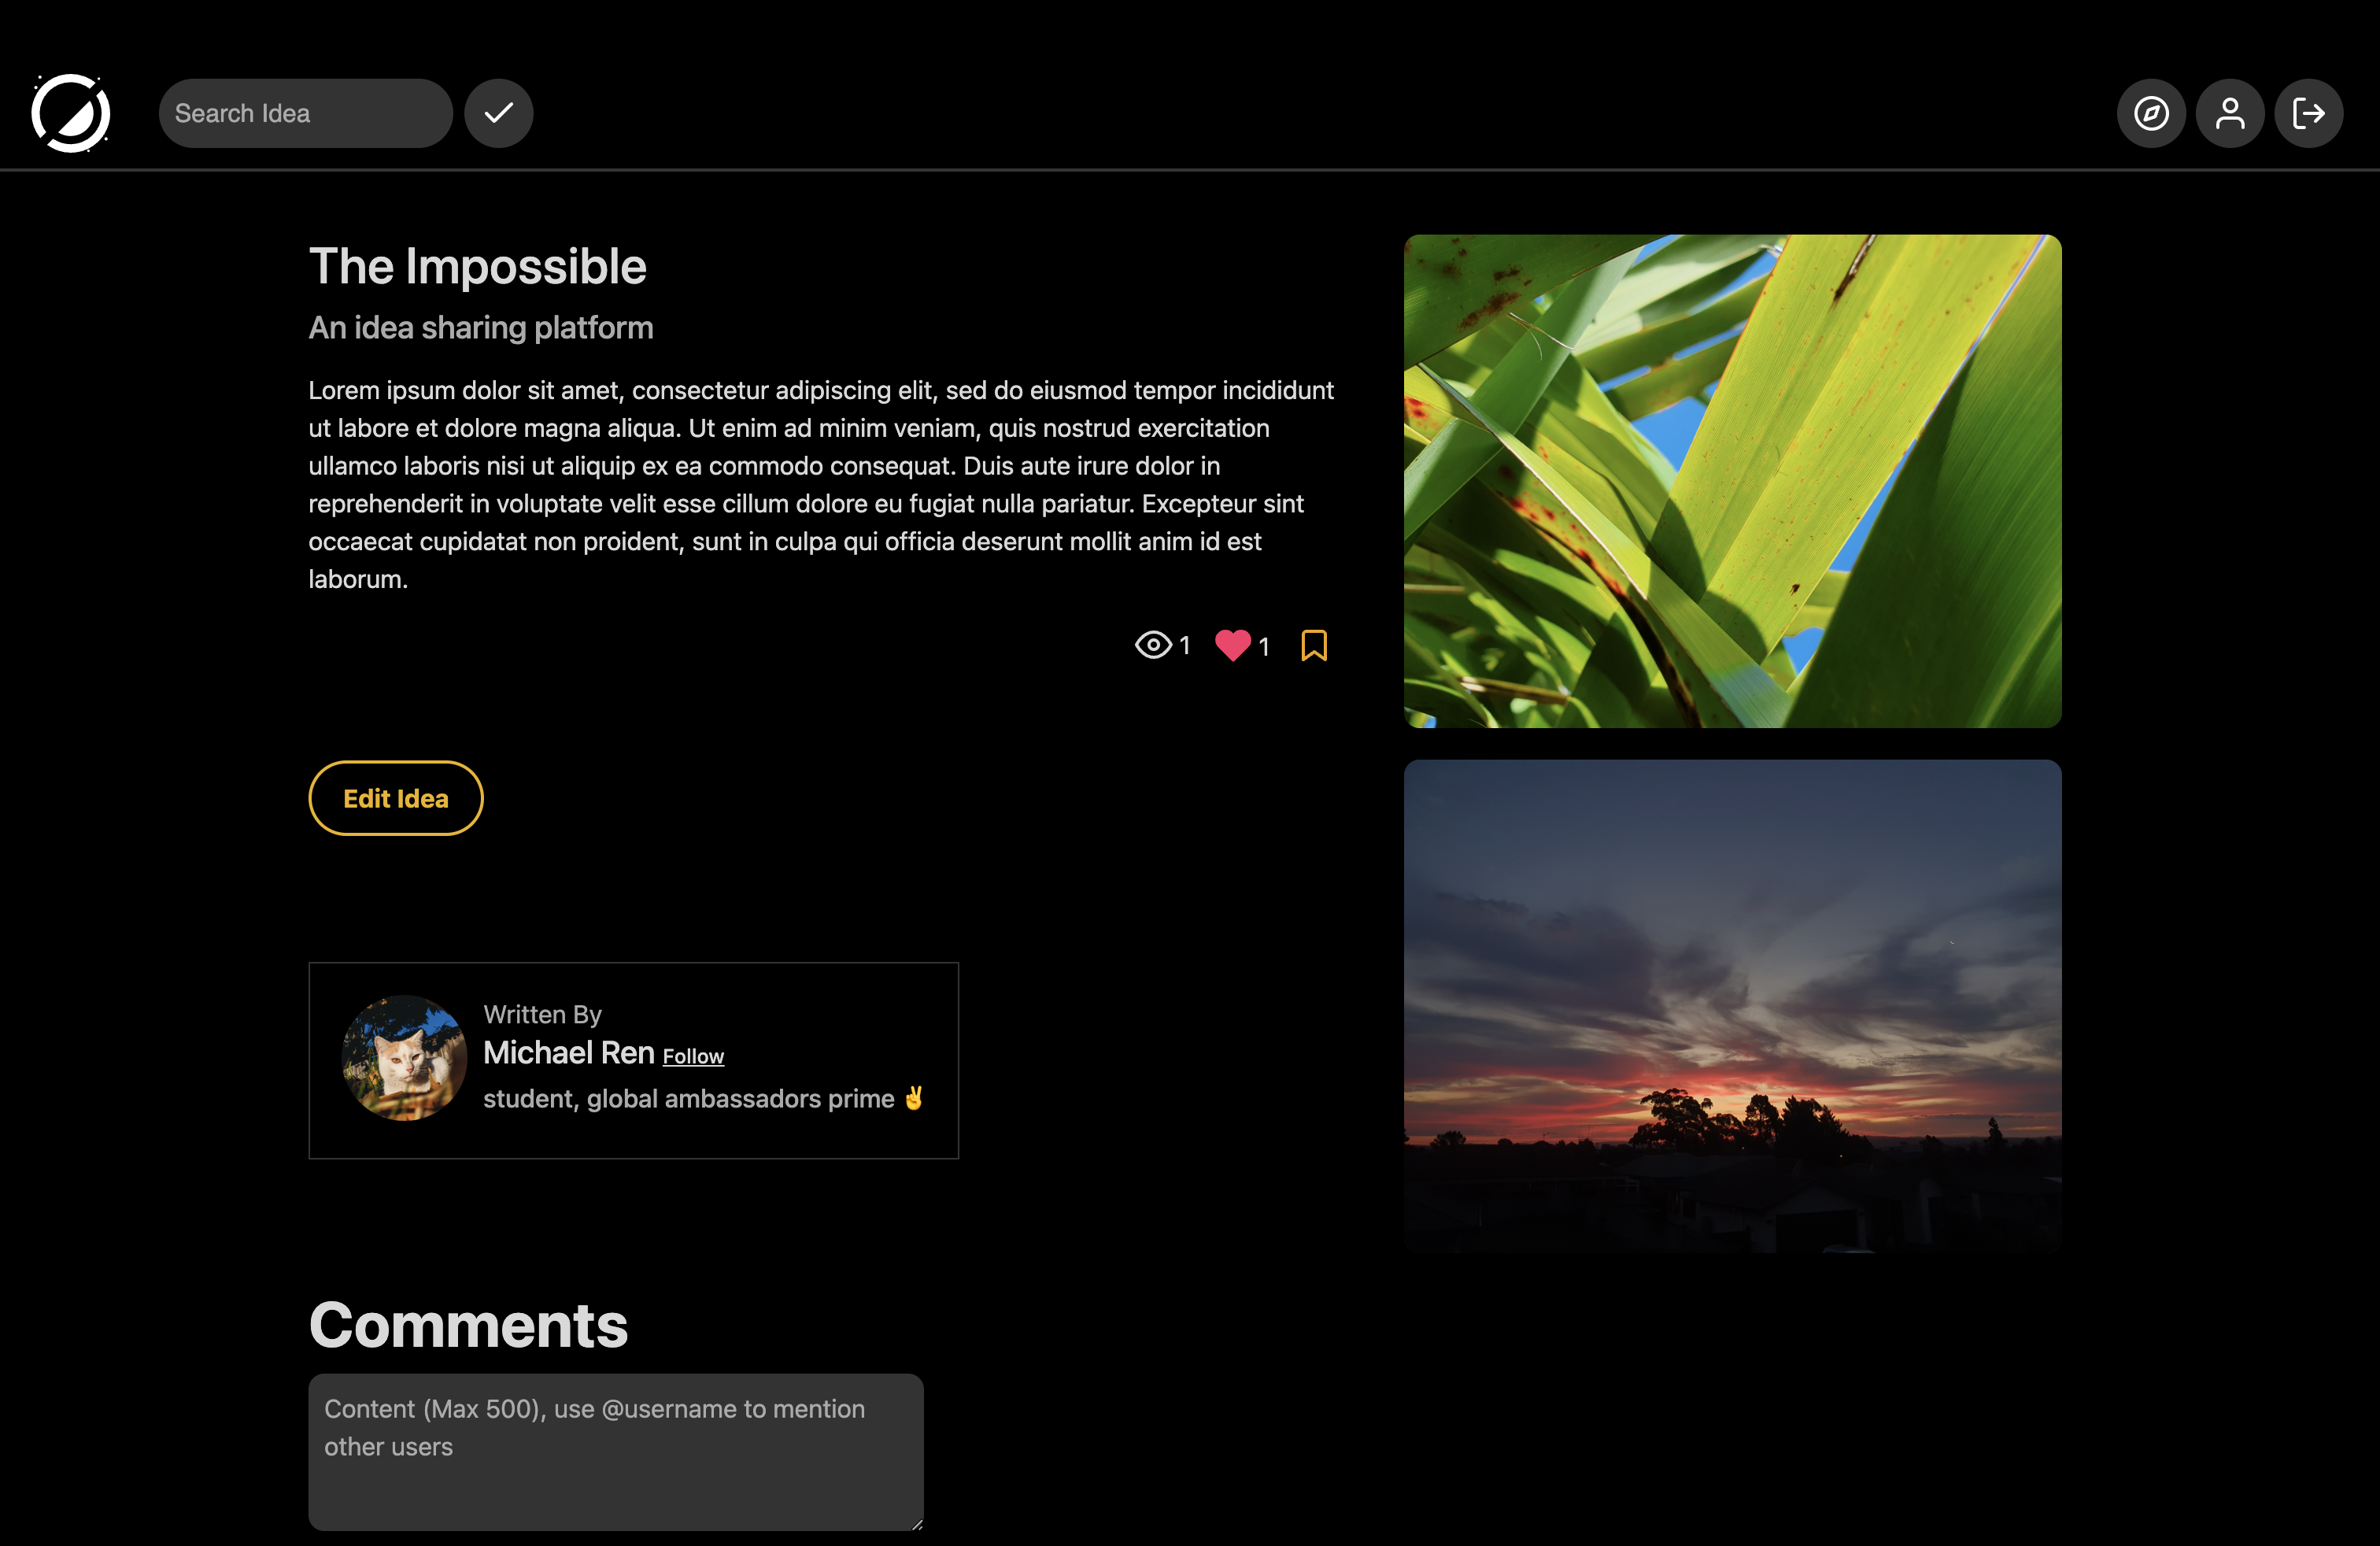 Search Idea
The Impossible
An idea sharing platform
Lorem ipsum dolor sit amet, consectetur adipiscing elit, sed do eiusmod tempor incididunt
ut labore et dolore magna aliqua. Ut enim ad minim veniam, quis nostrud exercitation
ullamco laboris nisi ut aliquip ex ea commodo consequat. Duis aute irure dolor in
reprehenderit in voluptate velit esse cillum dolore eu fugiat nulla pariatur. Excepteur sint
occaecat cupidatat non proident, sunt in culpa qui officia deserunt mollit anim id est
laborum.
1 1
Edit Idea
Written By
Michael Ren Follow
student, global ambassadors prime ✌️
Comments
Content (Max 500), use @username to mention
other users